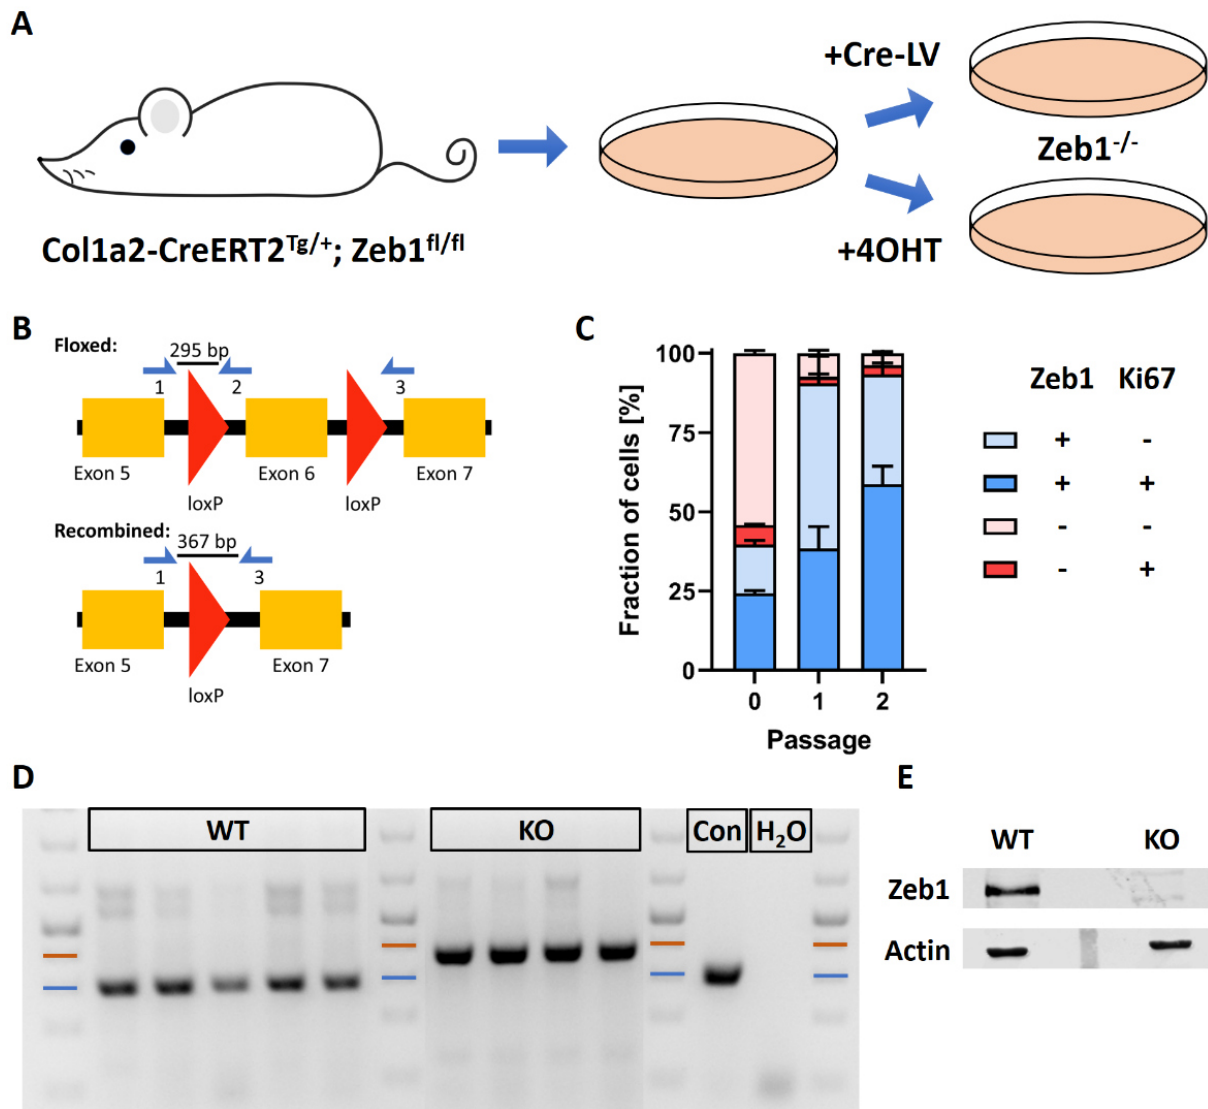 A
+Cre-LV
Zeb1-/-
+4OHT
Col1a2-CreERT2Tg/+; Zeb1fl/fl
B
Floxed:
295 bp
1 2 3
Exon 5 Exon 6 Exon 7
loxP loxP
Recombined:
367 bp
1 3
Exon 5 Exon 7
loxP
C
Fraction of cells [%]
100
75
50
25
0
0 1 2
Passage
Zeb1 Ki67
+ -
+ +
- -
- +
D
WT KO Con H2O
E
WT KO
Zeb1
Actin